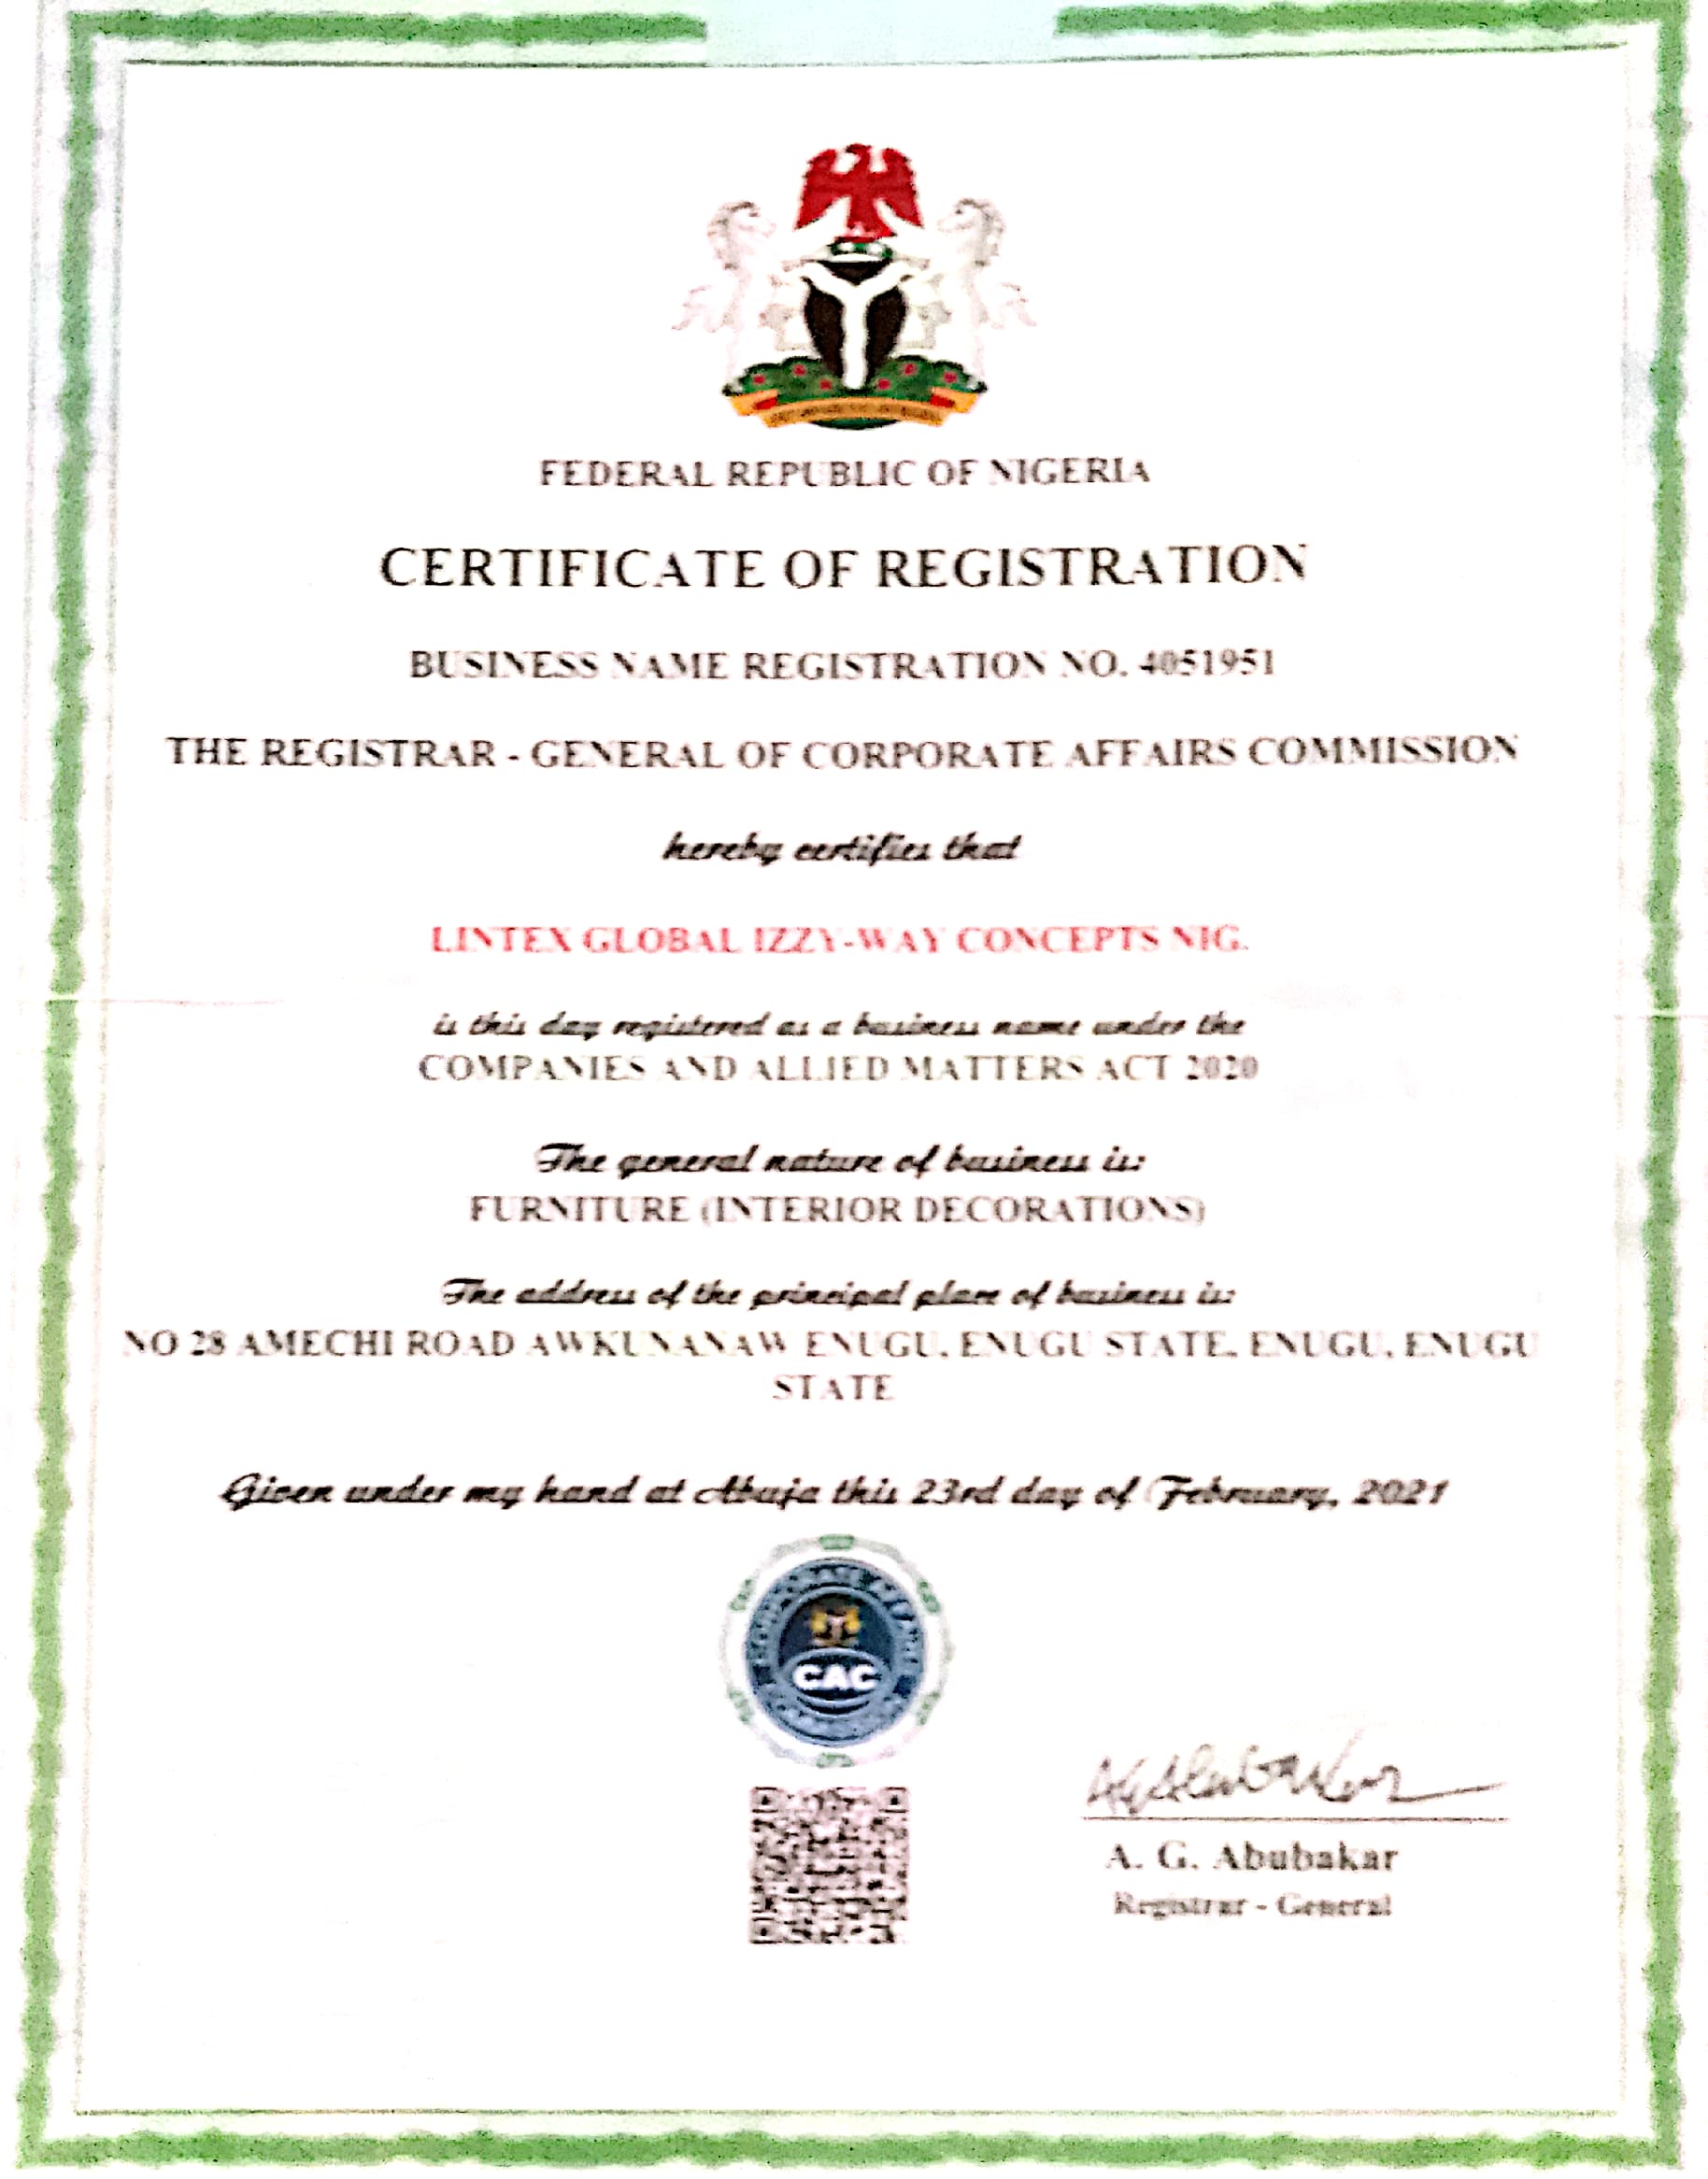 FEDERAL REPUBLIC OF NIGERIA
CERTIFICATE OF REGISTRATION
BUSINESS NAME REGISTRATION NO. 4051951
THE REGISTRAR - GENERAL OF CORPORATE AFFAIRS COMMISSION
hereby certifies that
LINTEX GLOBAL IZZY-WAY CONCEPTS NIG.
is this day registered as a business name under the
COMPANIES AND ALLIED MATTERS ACT 2020
The general nature of business is:
FURNITURE (INTERIOR DECORATIONS)
The address of the principal place of business is:
NO 28 AMECHI ROAD AWKUNANAW ENUGU, ENUGU STATE, ENUGU, ENUGU
STATE
Given under my hand at Abuja this 23rd day of February, 2021
CAC
A. G. Abubakar
Registrar - General